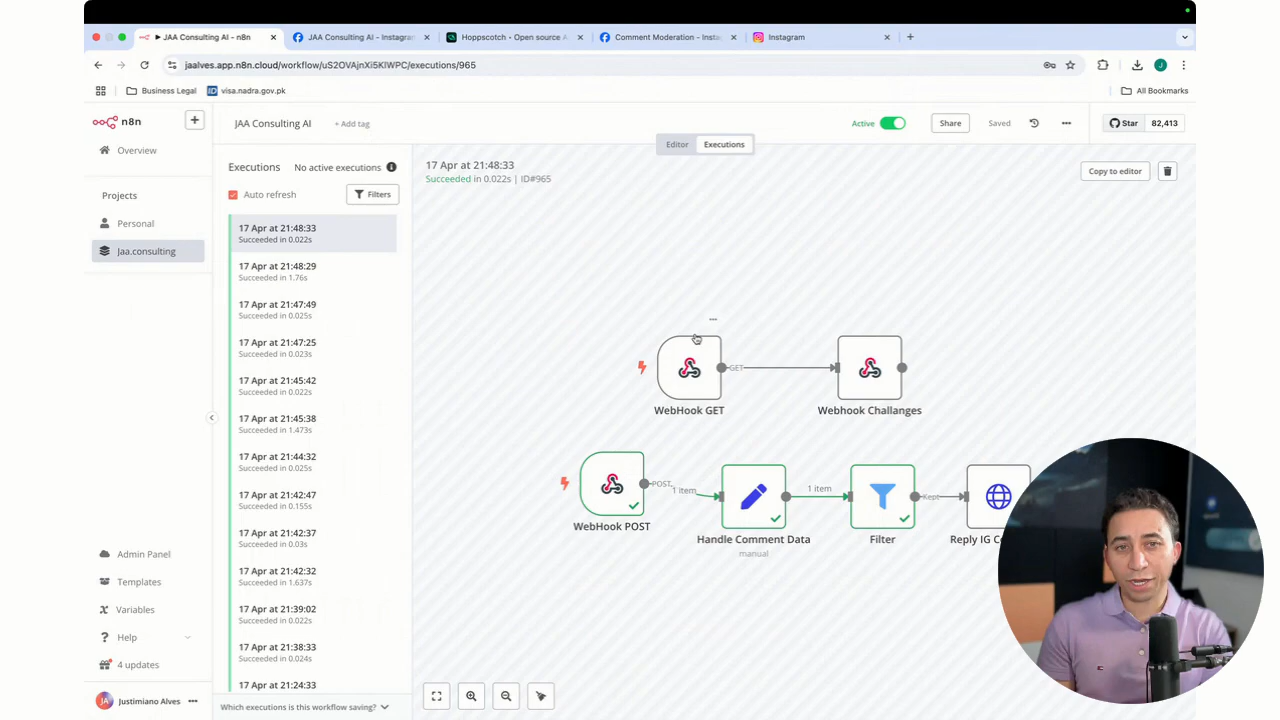 JAA Consulting AI - n8n
JAA Consulting AI - Instagran
Hoppscotch - Open source A
Comment Moderation - Insta
Instagram
jaalves.app.n8n.cloud/workflow/uS2OVAjnXi5KlWPC/executions/965
Business Legal
visa.nadra.gov.pk
All Bookmarks
n8n
JAA Consulting AI
+ Add tag
Active
Share
Saved
Star
82,413
Editor
Executions
Overview
Projects
Personal
Jaa.consulting
Admin Panel
Templates
Variables
Help
4 updates
JA
Justimiano Alves
Executions
No active executions
Auto refresh
Filters
17 Apr at 21:48:33
Succeeded in 0.022s
17 Apr at 21:48:29
Succeeded in 1.76s
17 Apr at 21:47:49
Succeeded in 0.025s
17 Apr at 21:47:25
Succeeded in 0.023s
17 Apr at 21:45:42
Succeeded in 0.022s
17 Apr at 21:45:38
Succeeded in 1.473s
17 Apr at 21:44:32
Succeeded in 0.025s
17 Apr at 21:42:47
Succeeded in 0.155s
17 Apr at 21:42:37
Succeeded in 0.03s
17 Apr at 21:42:32
Succeeded in 1.637s
17 Apr at 21:39:02
Succeeded in 0.022s
17 Apr at 21:38:33
Succeeded in 0.024s
17 Apr at 21:24:33
Which executions is this workflow saving?
17 Apr at 21:48:33
Succeeded in 0.022s | ID#965
Copy to editor
GET
WebHook GET
Webhook Challanges
POST
1 item
1 item
Kept
WebHook POST
Handle Comment Data
manual
Filter
Reply IG Co